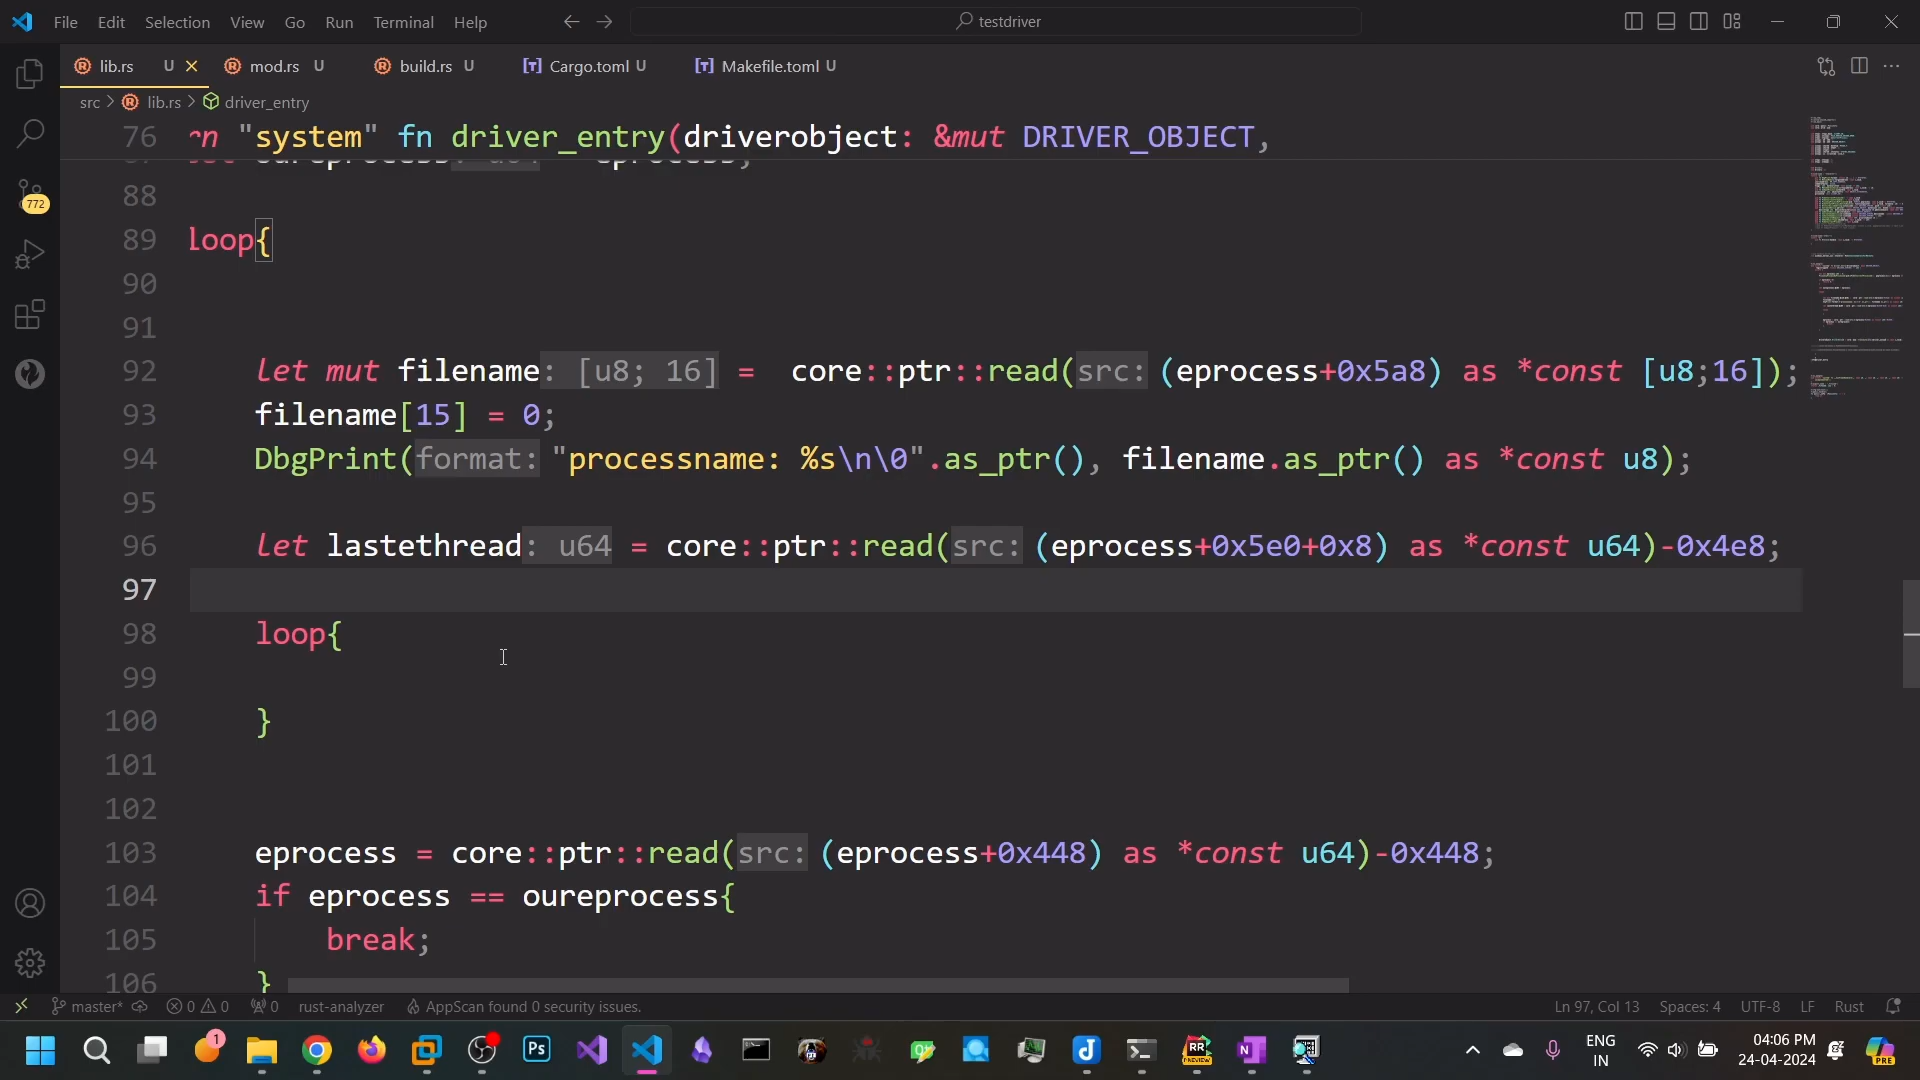 File Edit Selection View Go Run Terminal Help
testdriver
lib.rs U
mod.rs U
build.rs U
Cargo.toml U
Makefile.toml U
src > lib.rs > driver_entry
76 rn "system" fn driver_entry(driverobject: &mut DRIVER_OBJECT,
88
89 loop{
90
91
92 let mut filename: [u8; 16] = core::ptr::read(src: (eprocess+0x5a8) as *const [u8;16]);
93 filename[15] = 0;
94 DbgPrint(format: "processname: %s\n\0".as_ptr(), filename.as_ptr() as *const u8);
95
96 let lastethread: u64 = core::ptr::read(src: (eprocess+0x5e0+0x8) as *const u64)-0x4e8;
97
98 loop{
99
100 }
101
102
103 eprocess = core::ptr::read(src: (eprocess+0x448) as *const u64)-0x448;
104 if eprocess == oureprocess{
105 break;
106 }
772
master* 0 0 0 rust-analyzer AppScan found 0 security issues.
Ln 97, Col 13 Spaces: 4 UTF-8 LF Rust
1
Ps
N
RR
PREVIEW
ENG
IN
04:06 PM
24-04-2024
PRE